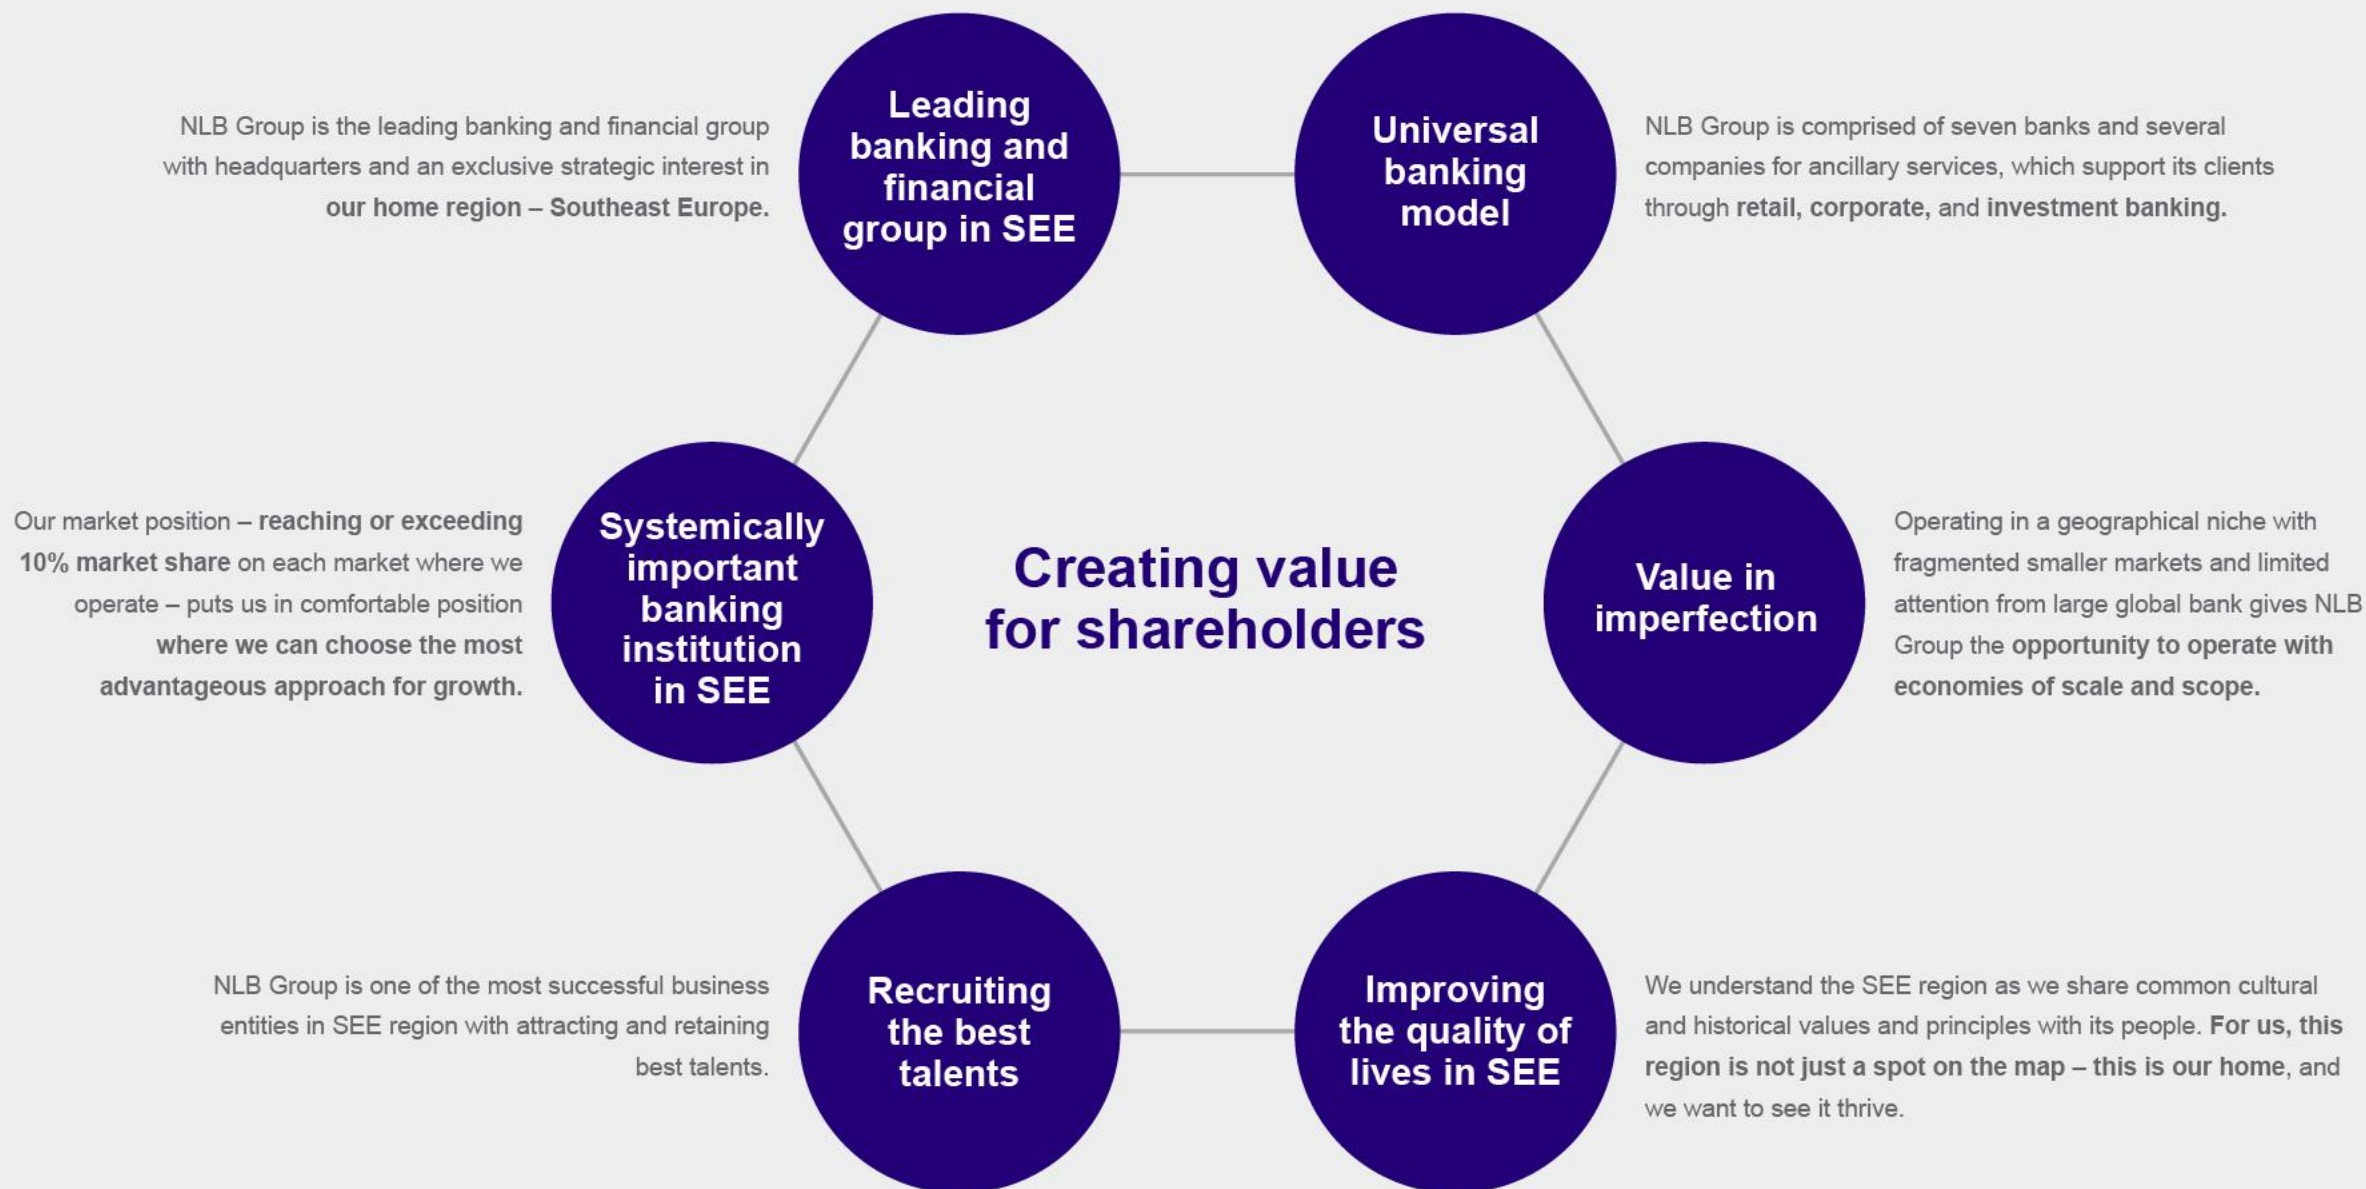 NLB Group is the leading banking and financial group
with headquarters and an exclusive strategic interest in
our home region – Southeast Europe.
Leading
banking and
financial
group in SEE
Universal
banking
model
NLB Group is comprised of seven banks and several
companies for ancillary services, which support its clients
through retail, corporate, and investment banking.
Our market position – reaching or exceeding
10% market share on each market where we
operate – puts us in comfortable position
where we can choose the most
advantageous approach for growth.
Systemically
important
banking
institution
in SEE
Creating value
for shareholders
Value in
imperfection
Operating in a geographical niche with
fragmented smaller markets and limited
attention from large global bank gives NLB
Group the opportunity to operate with
economies of scale and scope.
NLB Group is one of the most successful business
entities in SEE region with attracting and retaining
best talents.
Recruiting
the best
talents
Improving
the quality of
lives in SEE
We understand the SEE region as we share common cultural
and historical values and principles with its people. For us, this
region is not just a spot on the map – this is our home, and
we want to see it thrive.